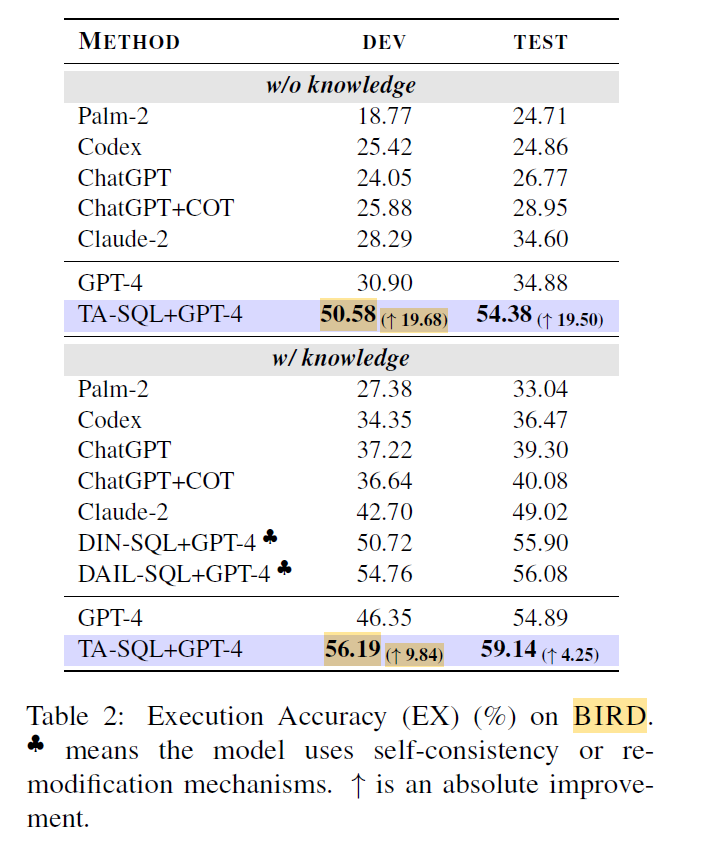 METHOD DEV TEST
w/o knowledge
Palm-2 18.77 24.71
Codex 25.42 24.86
ChatGPT 24.05 26.77
ChatGPT+COT 25.88 28.95
Claude-2 28.29 34.60
GPT-4 30.90 34.88
TA-SQL+GPT-4 50.58 (↑ 19.68) 54.38 (↑ 19.50)
w/ knowledge
Palm-2 27.38 33.04
Codex 34.35 36.47
ChatGPT 37.22 39.30
ChatGPT+COT 36.64 40.08
Claude-2 42.70 49.02
DIN-SQL+GPT-4 ♣ 50.72 55.90
DAIL-SQL+GPT-4 ♣ 54.76 56.08
GPT-4 46.35 54.89
TA-SQL+GPT-4 56.19 (↑ 9.84) 59.14 (↑ 4.25)
Table 2: Execution Accuracy (EX) (%) on BIRD.
♣ means the model uses self-consistency or re-
modification mechanisms. ↑ is an absolute improve-
ment.